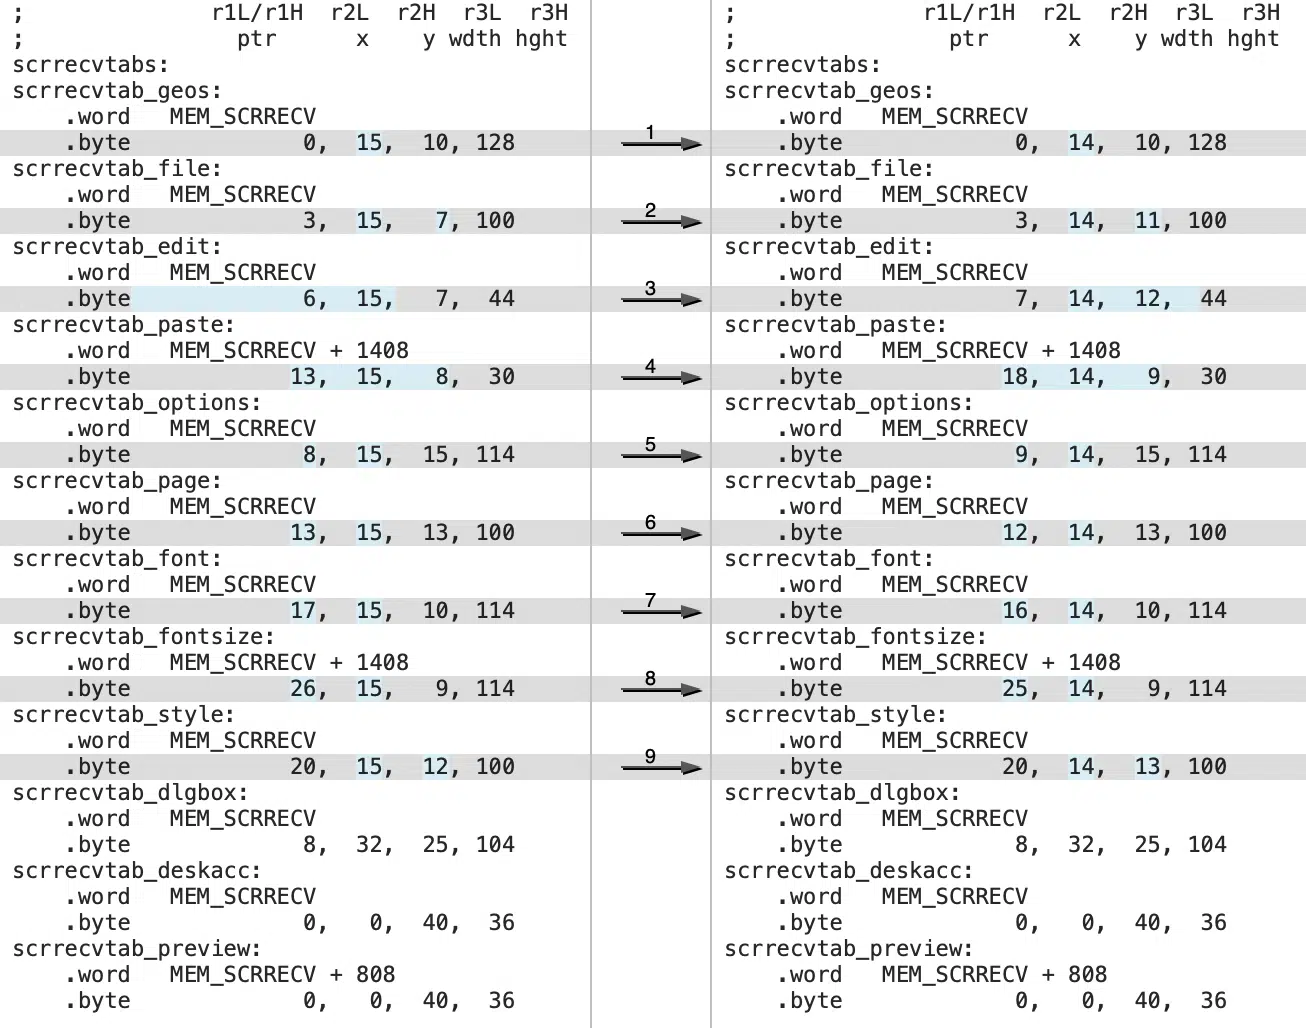 ;              r1L/r1H  r2L  r2H  r3L  r3H
;                ptr      x    y wdth hght
scrrecvtabs:
scrrecvtab_geos:
    .word   MEM_SCRRECV
    .byte             0,  15,  10, 128
scrrecvtab_file:
    .word   MEM_SCRRECV
    .byte             3,  15,   7, 100
scrrecvtab_edit:
    .word   MEM_SCRRECV
    .byte             6,  15,   7,  44
scrrecvtab_paste:
    .word   MEM_SCRRECV + 1408
    .byte            13,  15,   8,  30
scrrecvtab_options:
    .word   MEM_SCRRECV
    .byte             8,  15,  15, 114
scrrecvtab_page:
    .word   MEM_SCRRECV
    .byte            13,  15,  13, 100
scrrecvtab_font:
    .word   MEM_SCRRECV
    .byte            17,  15,  10, 114
scrrecvtab_fontsize:
    .word   MEM_SCRRECV + 1408
    .byte            26,  15,   9, 114
scrrecvtab_style:
    .word   MEM_SCRRECV
    .byte            20,  15,  12, 100
scrrecvtab_dlgbox:
    .word   MEM_SCRRECV
    .byte             8,  32,  25, 104
scrrecvtab_deskacc:
    .word   MEM_SCRRECV
    .byte             0,   0,  40,  36
scrrecvtab_preview:
    .word   MEM_SCRRECV + 808
    .byte             0,   0,  40,  36
1
2
3
4
5
6
7
8
9
;              r1L/r1H  r2L  r2H  r3L  r3H
;                ptr      x    y wdth hght
scrrecvtabs:
scrrecvtab_geos:
    .word   MEM_SCRRECV
    .byte             0,  14,  10, 128
scrrecvtab_file:
    .word   MEM_SCRRECV
    .byte             3,  14,  11, 100
scrrecvtab_edit:
    .word   MEM_SCRRECV
    .byte             7,  14,  12,  44
scrrecvtab_paste:
    .word   MEM_SCRRECV + 1408
    .byte            18,  14,   9,  30
scrrecvtab_options:
    .word   MEM_SCRRECV
    .byte             9,  14,  15, 114
scrrecvtab_page:
    .word   MEM_SCRRECV
    .byte            12,  14,  13, 100
scrrecvtab_font:
    .word   MEM_SCRRECV
    .byte            16,  14,  10, 114
scrrecvtab_fontsize:
    .word   MEM_SCRRECV + 1408
    .byte            25,  14,   9, 114
scrrecvtab_style:
    .word   MEM_SCRRECV
    .byte            20,  14,  13, 100
scrrecvtab_dlgbox:
    .word   MEM_SCRRECV
    .byte             8,  32,  25, 104
scrrecvtab_deskacc:
    .word   MEM_SCRRECV
    .byte             0,   0,  40,  36
scrrecvtab_preview:
    .word   MEM_SCRRECV + 808
    .byte             0,   0,  40,  36